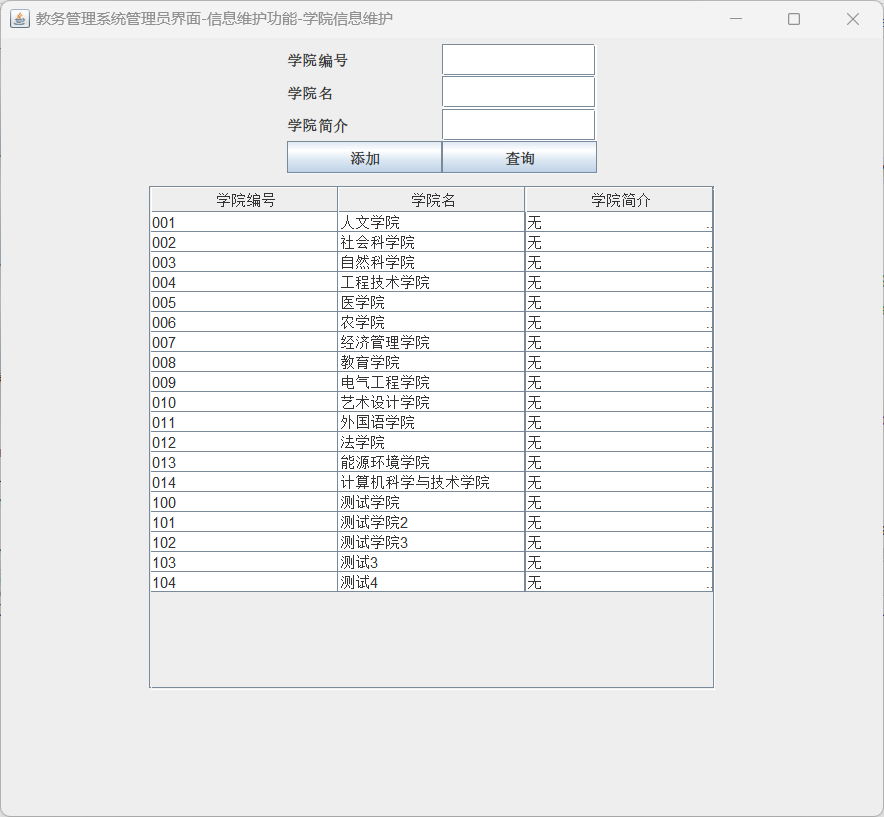 教务管理系统管理员界面-信息维护功能-学院信息维护
学院编号
学院名
学院简介
添加 查询
学院编号 学院名 学院简介
001 人文学院 无 ..
002 社会科学院 无 ..
003 自然科学院 无 ..
004 工程技术学院 无 ..
005 医学院 无 ..
006 农学院 无 ..
007 经济管理学院 无 ..
008 教育学院 无 ..
009 电气工程学院 无 ..
010 艺术设计学院 无 ..
011 外国语学院 无 ..
012 法学院 无 ..
013 能源环境学院 无 ..
014 计算机科学与技术学院 无 ..
100 测试学院 无 ..
101 测试学院2 无 ..
102 测试学院3 无 ..
103 测试3 无 ..
104 测试4 无 ..